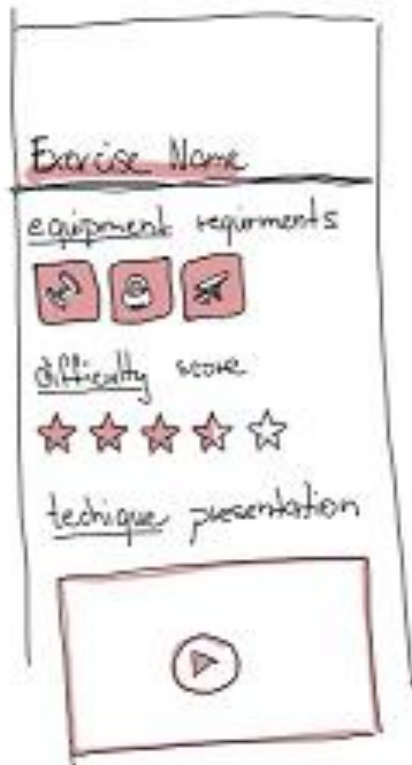 Exercise Name
equipment requirments
difficulty score
techique presentation